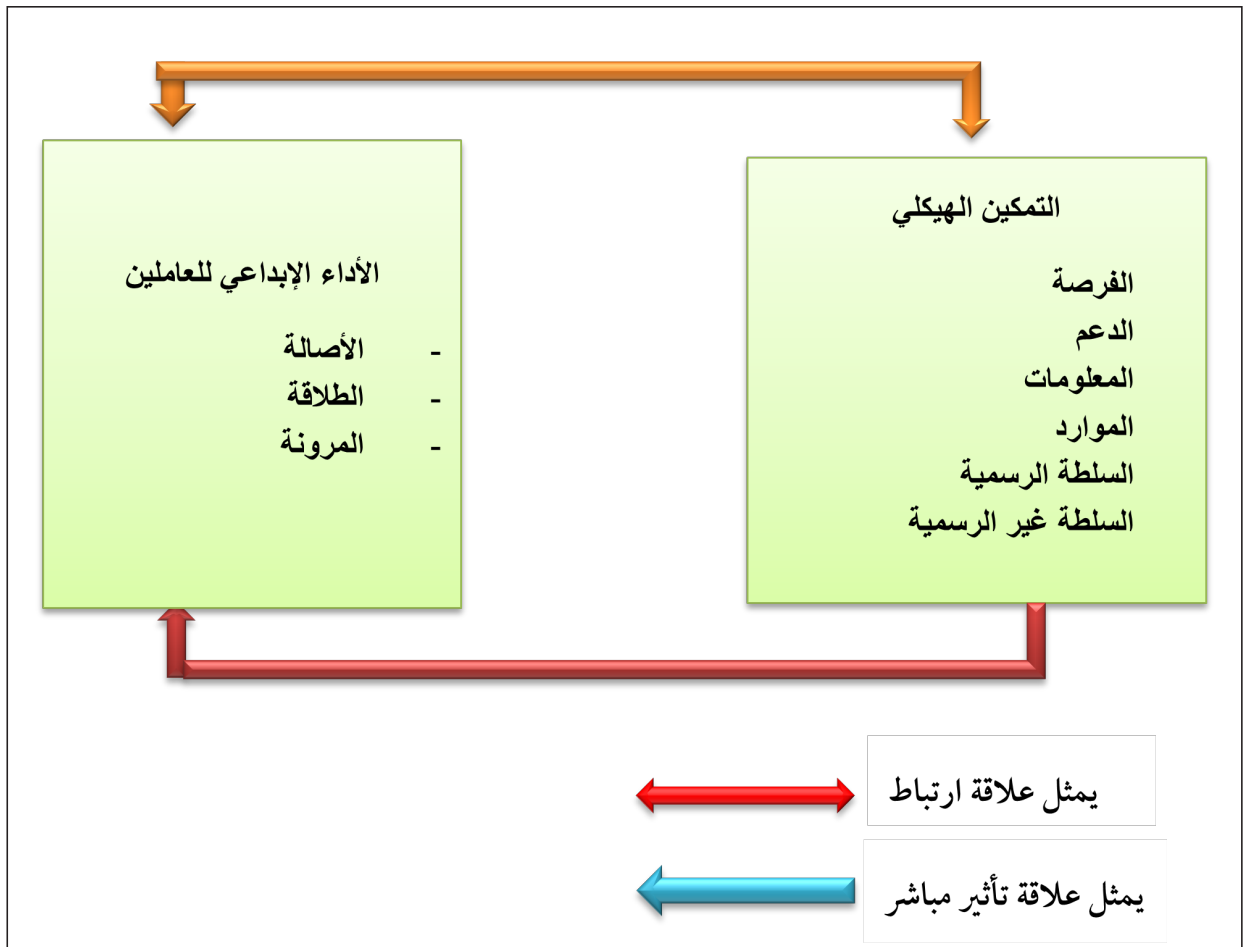 التمكين الهيكلي
الفرصة
الدعم
المعلومات
الموارد
السلطة الرسمية
السلطة غير الرسمية
الأداء الإبداعي للعاملين
- الأصالة
- الطلاقة
- المرونة
يمثل علاقة ارتباط
يمثل علاقة تأثير مباشر